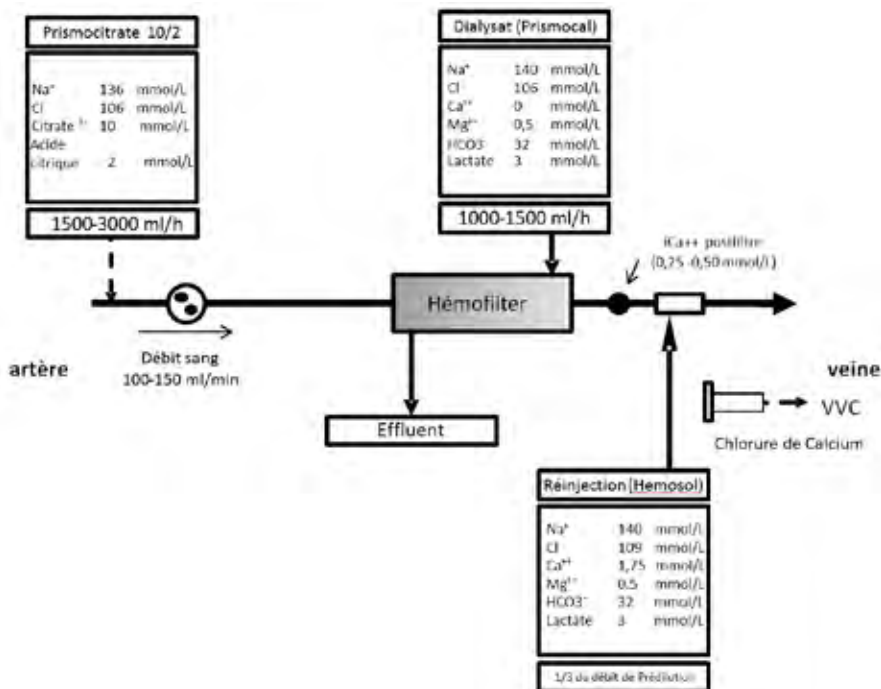 Prismocitrate 10/2
Na⁺ 136 mmol/L
Cl 106 mmol/L
Citrate ³⁻ 10 mmol/L
Acide
citrique 2 mmol/L
1500-3000 ml/h
Dialysat (Prismocal)
Na⁺ 140 mmol/L
Cl 106 mmol/L
Ca⁺⁺ 0 mmol/L
Mg⁺⁺ 0,5 mmol/L
HCO3 32 mmol/L
Lactate 3 mmol/L
1000-1500 ml/h
iCa++ postfiltre
(0,25 -0,50 mmol/L)
Hémofilter
Débit sang
100-150 ml/min
artère
veine
VVC
Chlorure de Calcium
Effluent
Réinjection (Hemosol)
Na⁺ 140 mmol/L
Cl 109 mmol/L
Ca⁺⁺ 1,75 mmol/L
Mg⁺⁺ 0.5 mmol/L
HCO3⁻ 32 mmol/L
Lactate 3 mmol/L
1/3 du débit de Prédilution